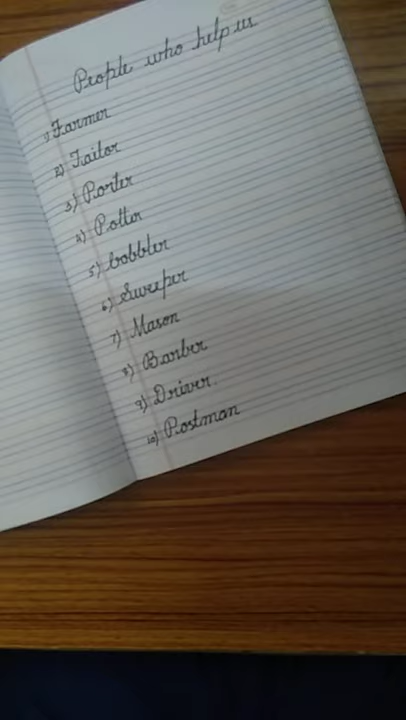 People who help us
1) Farmer
2) Tailor
3) Porter
4) Potter
5) Cobbler
6) Sweeper
7) Mason
8) Barber
9) Driver.
10) Postman